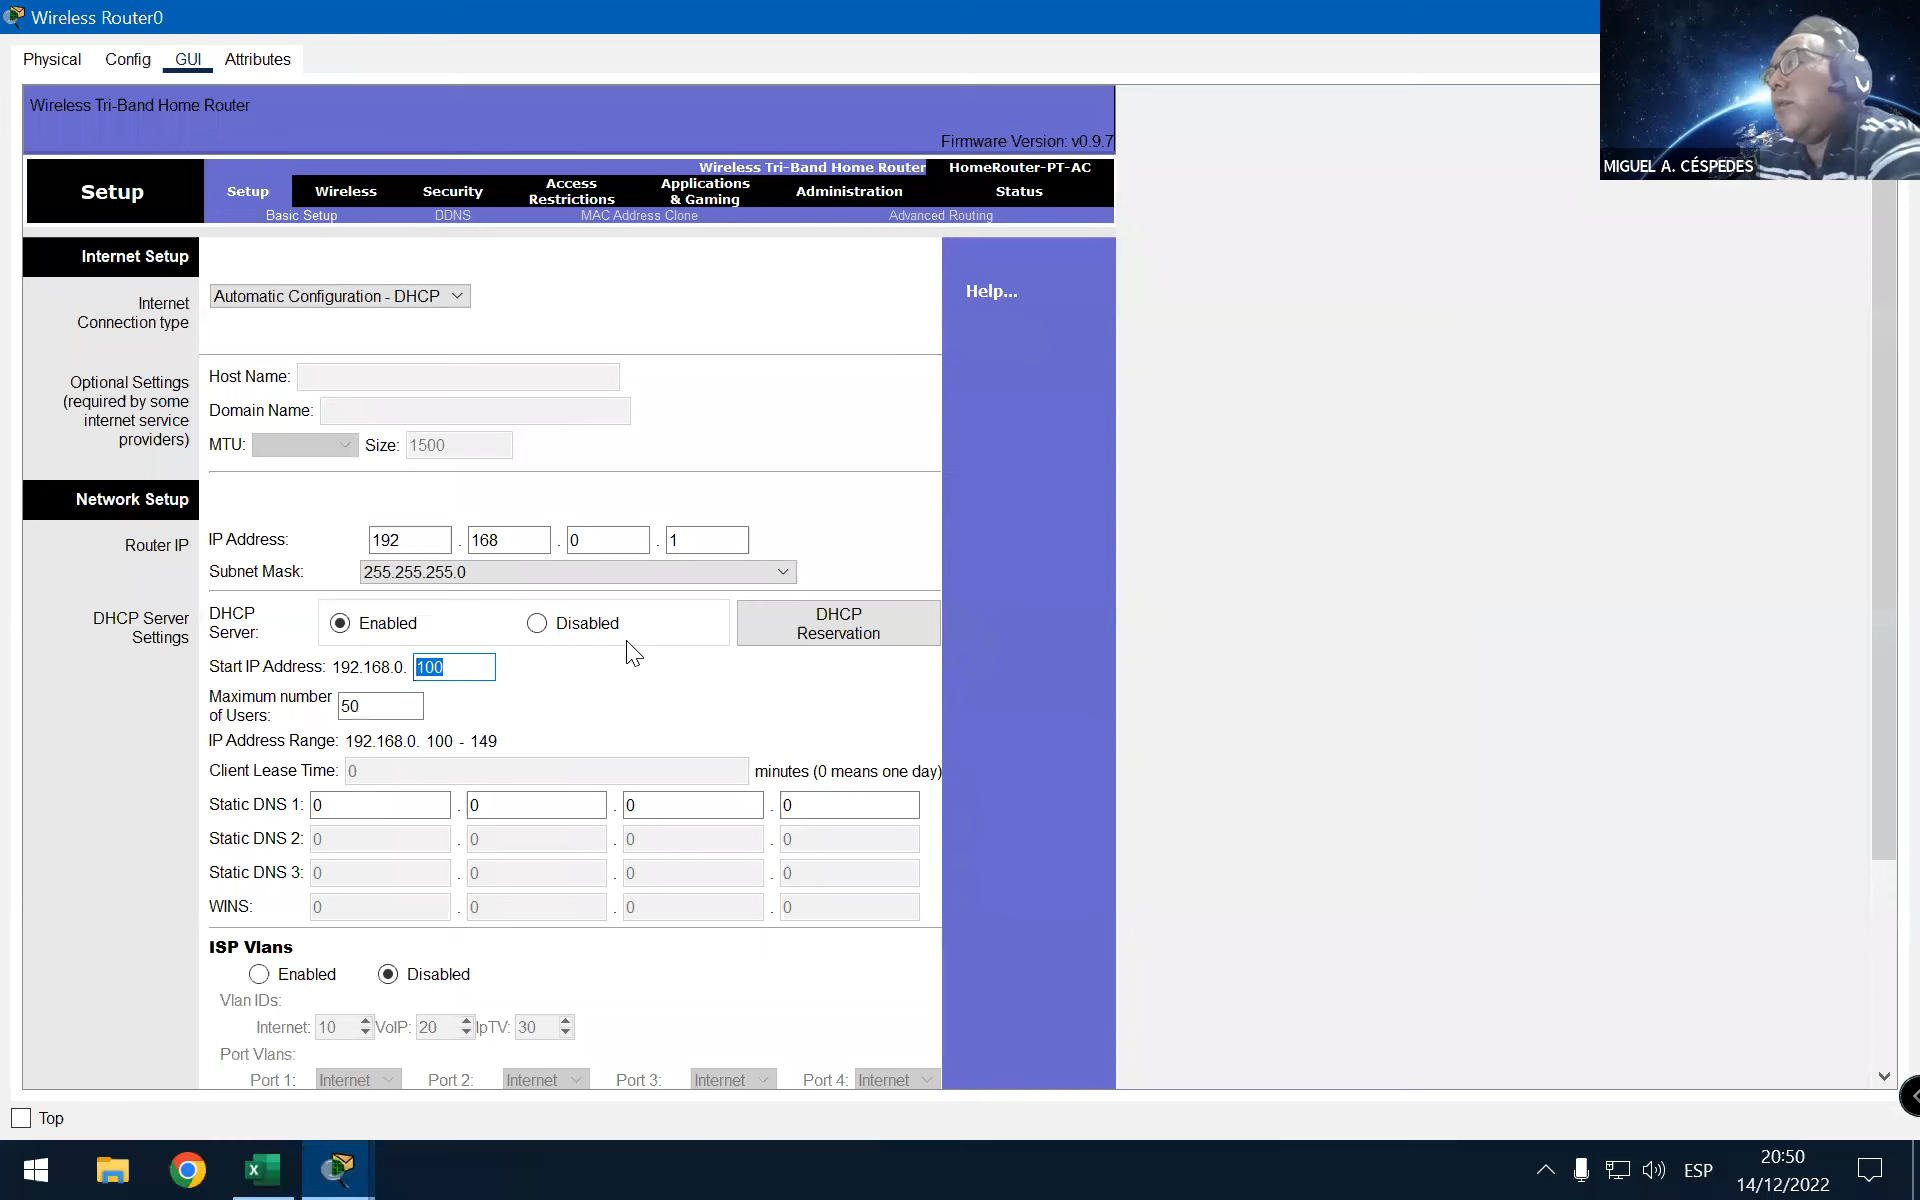 Wireless Router0
Physical Config GUI Attributes
Wireless Tri-Band Home Router
Firmware Version: v0.9.7
Wireless Tri-Band Home Router HomeRouter-PT-AC
Setup
Setup Wireless Security Access Restrictions Applications & Gaming Administration Status
Basic Setup DDNS MAC Address Clone Advanced Routing
Internet Setup
Internet
Connection type
Automatic Configuration - DHCP
Help...
Optional Settings
(required by some
internet service
providers)
Host Name:
Domain Name:
MTU: Size: 1500
Network Setup
Router IP
IP Address: 192 . 168 . 0 . 1
Subnet Mask: 255.255.255.0
DHCP Server
Settings
DHCP
Server:
Enabled Disabled
DHCP
Reservation
Start IP Address: 192.168.0. 100
Maximum number
of Users:
50
IP Address Range: 192.168.0. 100 - 149
Client Lease Time: 0 minutes (0 means one day)
Static DNS 1: 0 . 0 . 0 . 0
Static DNS 2: 0 . 0 . 0 . 0
Static DNS 3: 0 . 0 . 0 . 0
WINS: 0 . 0 . 0 . 0
ISP Vlans
Enabled Disabled
Vlan IDs:
Internet: 10 VoIP: 20 IpTV: 30
Port Vlans:
Port 1: Internet Port 2: Internet Port 3: Internet Port 4: Internet
Top
MIGUEL A. CÉSPEDES
ESP
20:50
14/12/2022